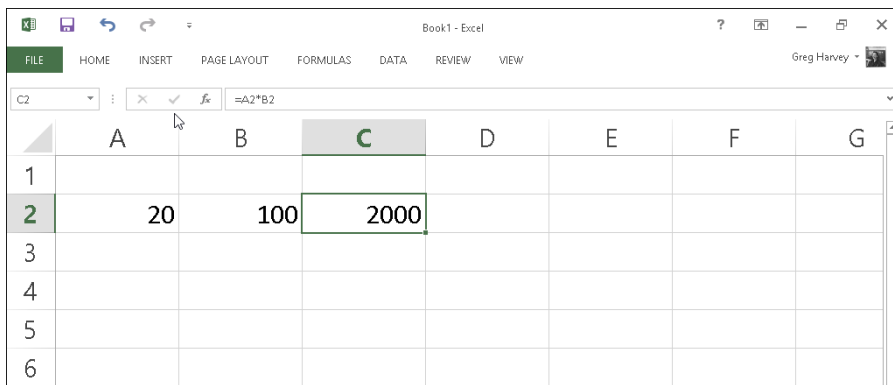 Book1 - Excel ?
FILE HOME INSERT PAGE LAYOUT FORMULAS DATA REVIEW VIEW Greg Harvey
C2 fx =A2*B2
A B C D E F G
1
2 20 100 2000
3
4
5
6